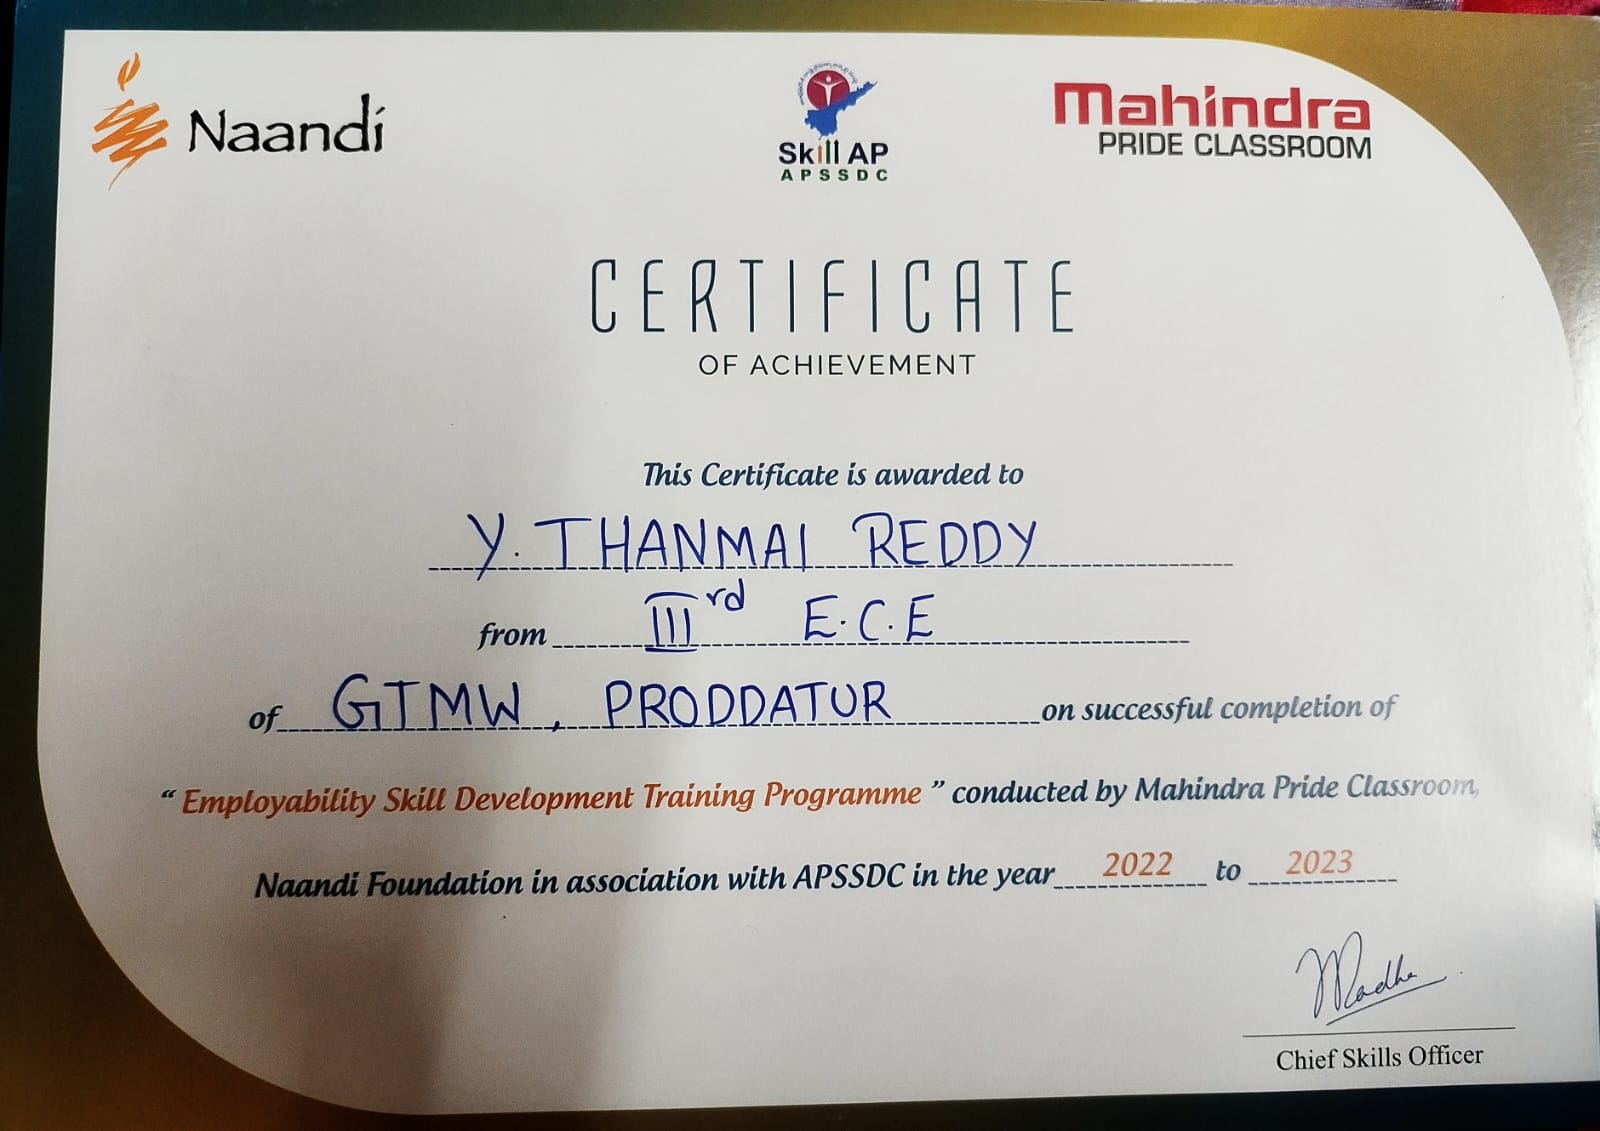 Naandi
Skill AP
APSSDC
Mahindra
PRIDE CLASSROOM
CERTIFICATE
OF ACHIEVEMENT
This Certificate is awarded to
Y. THANMAI REDDY
from IIIrd E.C.E
of GTMW, PRODDATUR on successful completion of
“ Employability Skill Development Training Programme ” conducted by Mahindra Pride Classroom,
Naandi Foundation in association with APSSDC in the year 2022 to 2023
Madhu
Chief Skills Officer